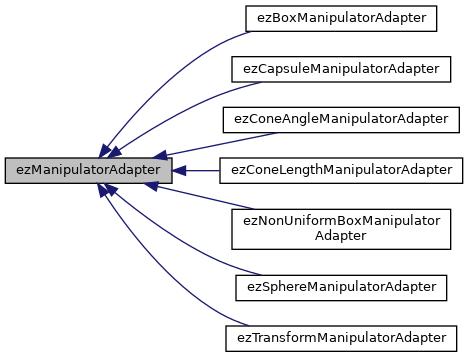 ezBoxManipulatorAdapter
ezCapsuleManipulatorAdapter
ezConeAngleManipulatorAdapter
ezManipulatorAdapter
ezConeLengthManipulatorAdapter
ezNonUniformBoxManipulator
Adapter
ezSphereManipulatorAdapter
ezTransformManipulatorAdapter